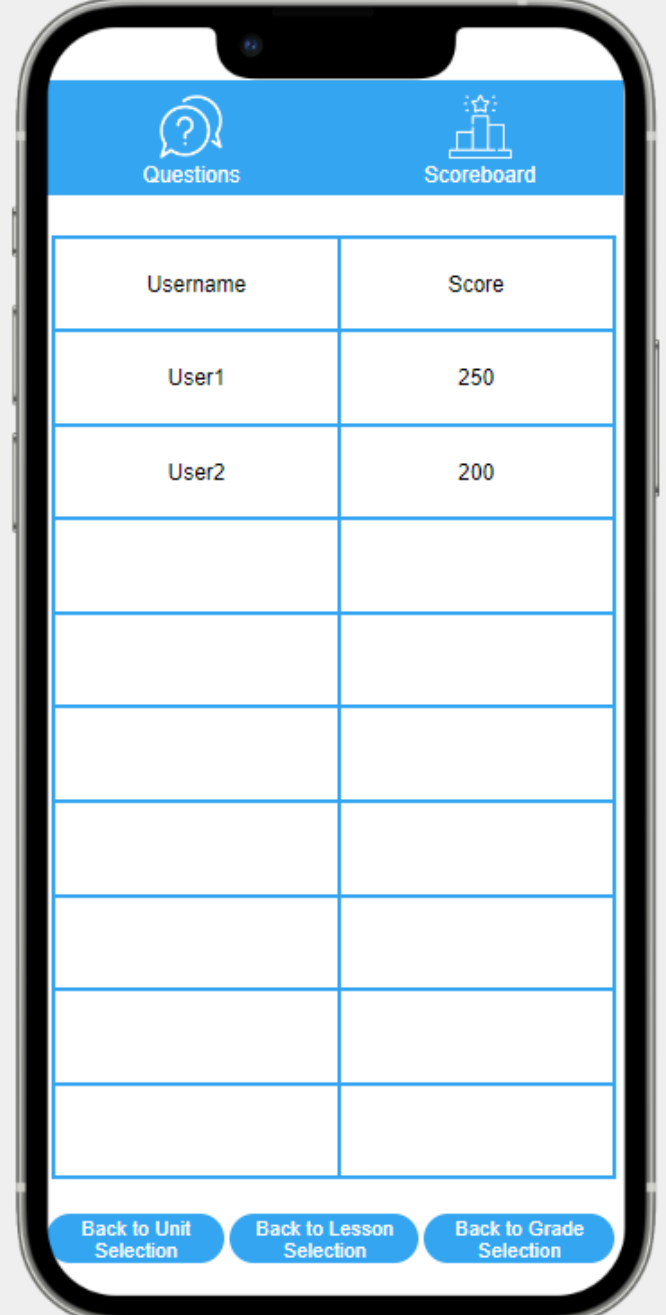 Questions Scoreboard
Username Score
User1 250
User2 200
Back to Unit Selection
Back to Lesson Selection
Back to Grade Selection